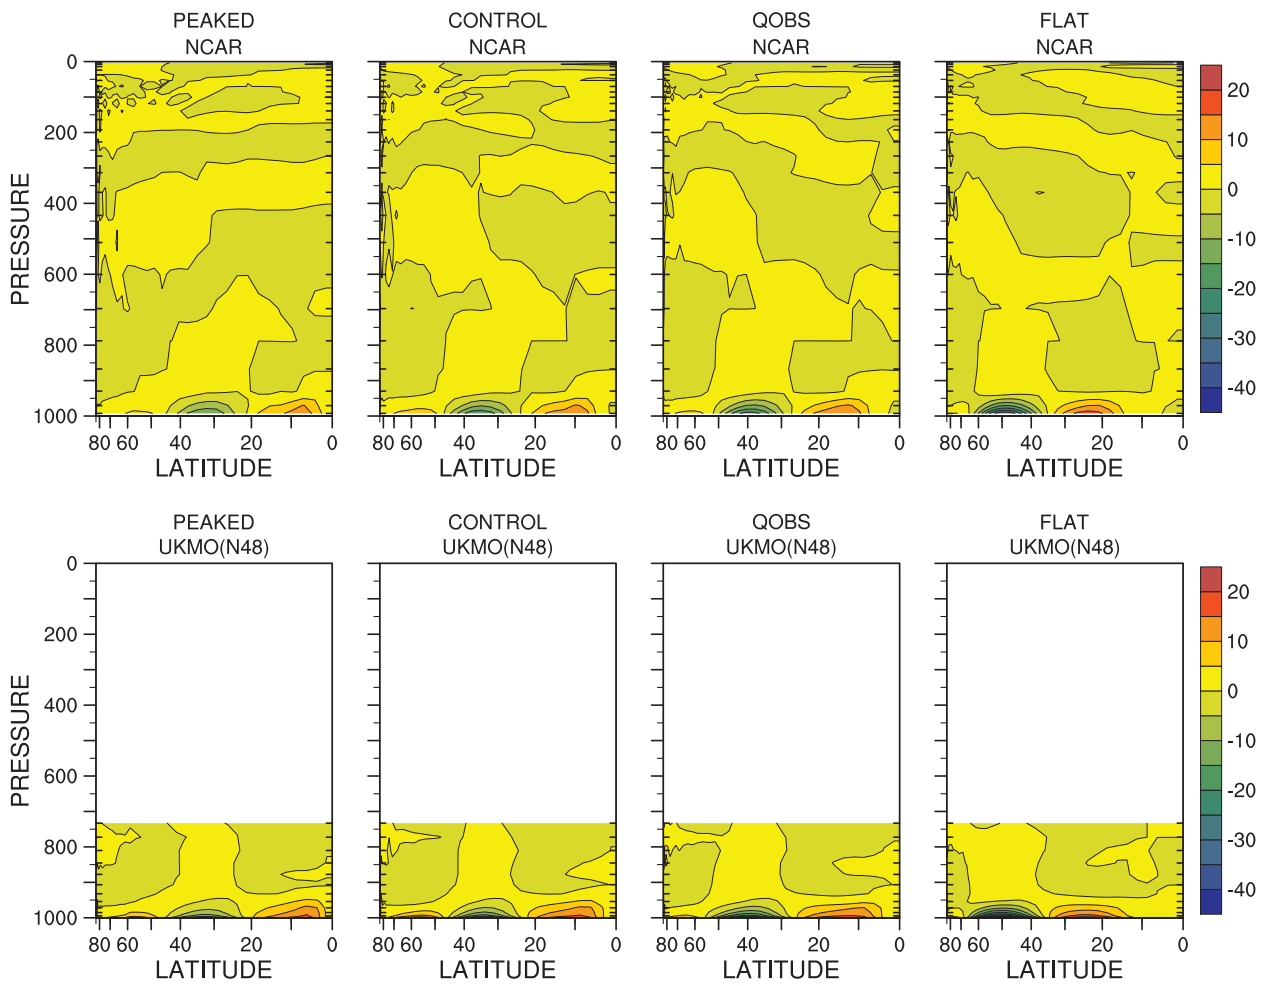 PEAKED CONTROL QOBS FLAT
NCAR NCAR NCAR NCAR
0
200
400
600
800
1000
PRESSURE
80 60 40 20 0 80 60 40 20 0 80 60 40 20 0 80 60 40 20 0
LATITUDE LATITUDE LATITUDE LATITUDE
20
10
0
-10
-20
-30
-40
PEAKED CONTROL QOBS FLAT
UKMO(N48) UKMO(N48) UKMO(N48) UKMO(N48)
0
200
400
600
800
1000
PRESSURE
80 60 40 20 0 80 60 40 20 0 80 60 40 20 0 80 60 40 20 0
LATITUDE LATITUDE LATITUDE LATITUDE
20
10
0
-10
-20
-30
-40